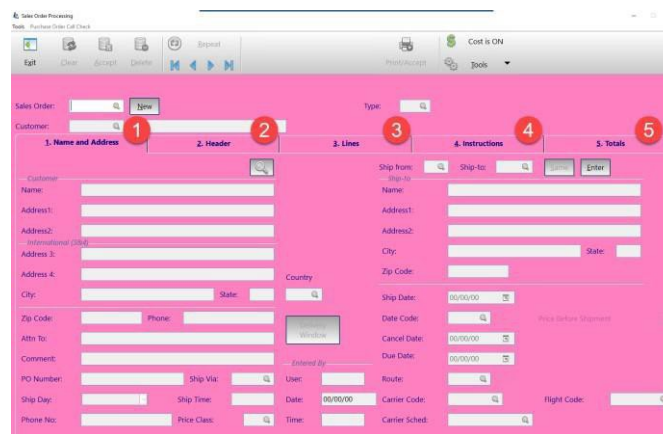 Sales Order Processing
Tools Purchase Order Call Check
Exit Clear Accept Delete Repeat Print/Accept Cost is ON
Tools
Sales Order: New Type:
Customer:
1 2 3 4 5
1. Name and Address 2. Header 3. Lines 4. Instructions 5. Totals
Ship from: Ship-to: Same Enter
Customer Ship-to
Name: Name:
Address1: Address1:
Address2: Address2:
International (3&4)
Address 3: City: State:
Address 4: Country Zip Code:
City: State: Ship Date: 00/00/00
Zip Code: Phone: Window Date Code: Price Before Shipment
Attn To: Cancel Date: 00/00/00
Comment: Entered By Due Date: 00/00/00
PO Number: Ship Via: User: Route:
Ship Day: Ship Time: Date: 00/00/00 Carrier Code: Flight Code:
Phone No: Price Class: Time: Carrier Sched: